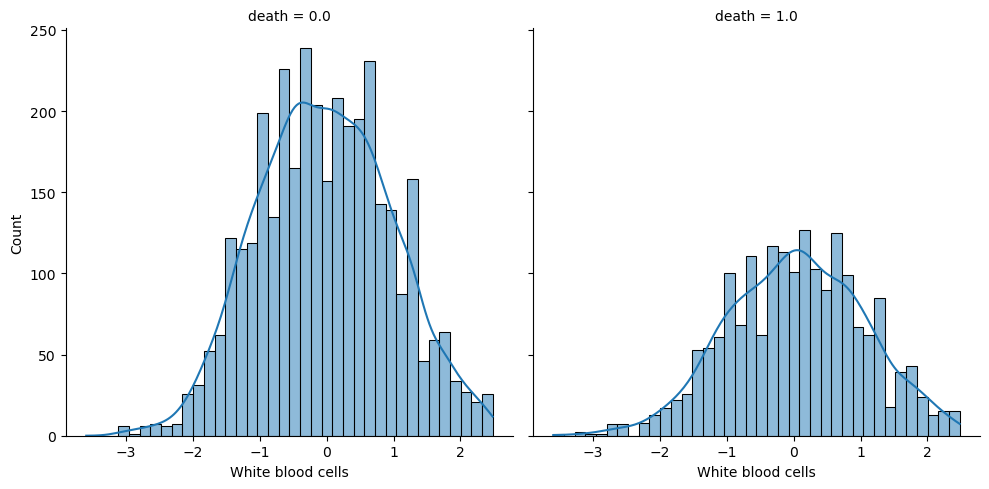 death = 0.0
death = 1.0
250
200
150
100
50
0
Count
−3 −2 −1 0 1 2
−3 −2 −1 0 1 2
White blood cells
White blood cells